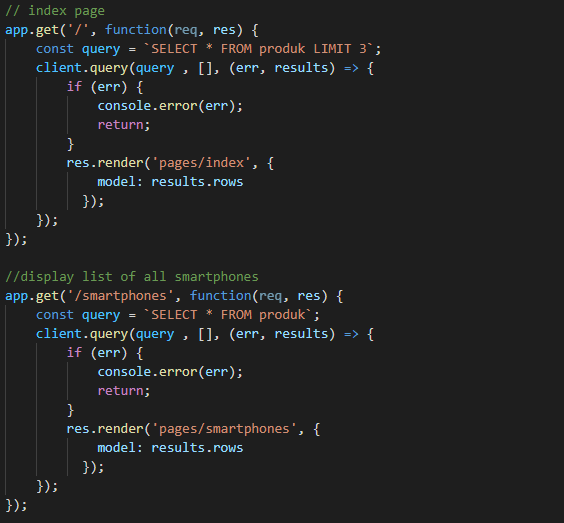 // index page
app.get('/', function(req, res) {
    const query = `SELECT * FROM produk LIMIT 3`;
    client.query(query , [], (err, results) => {
        if (err) {
            console.error(err);
            return;
        }
        res.render('pages/index', {
            model: results.rows
          });
    });
});

//display list of all smartphones
app.get('/smartphones', function(req, res) {
    const query = `SELECT * FROM produk`;
    client.query(query , [], (err, results) => {
        if (err) {
            console.error(err);
            return;
        }
        res.render('pages/smartphones', {
            model: results.rows
          });
    });
});